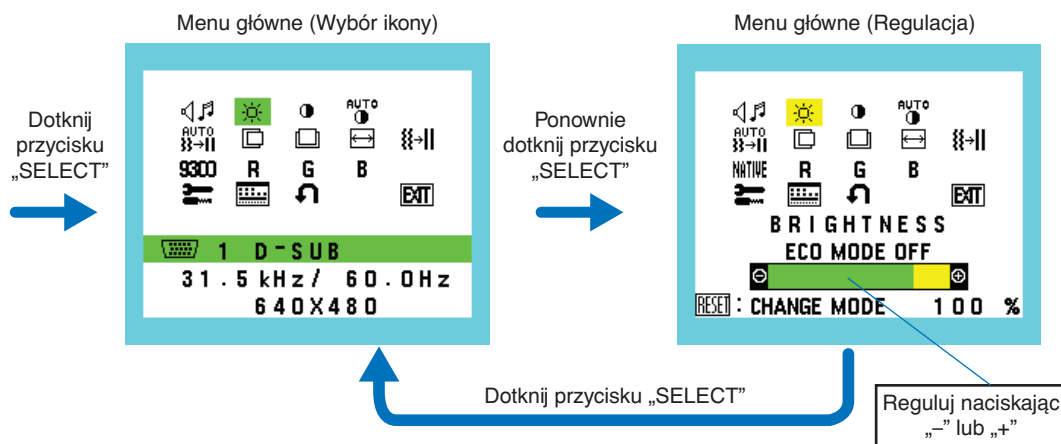 Menu główne (Wybór ikony)
Menu główne (Regulacja)
Dotknij
przycisku
„SELECT”
AUTO
AUTO
9300 R G B
EXIT
1 D-SUB
31.5 kHz/ 60.0Hz
640X480
Ponownie
dotknij przycisku
„SELECT”
AUTO
AUTO
NATIVE R G B
EXIT
BRIGHTNESS
ECO MODE OFF
RESET : CHANGE MODE 100 %
Dotknij przycisku „SELECT”
Reguluj naciskając
„–” lub „+”